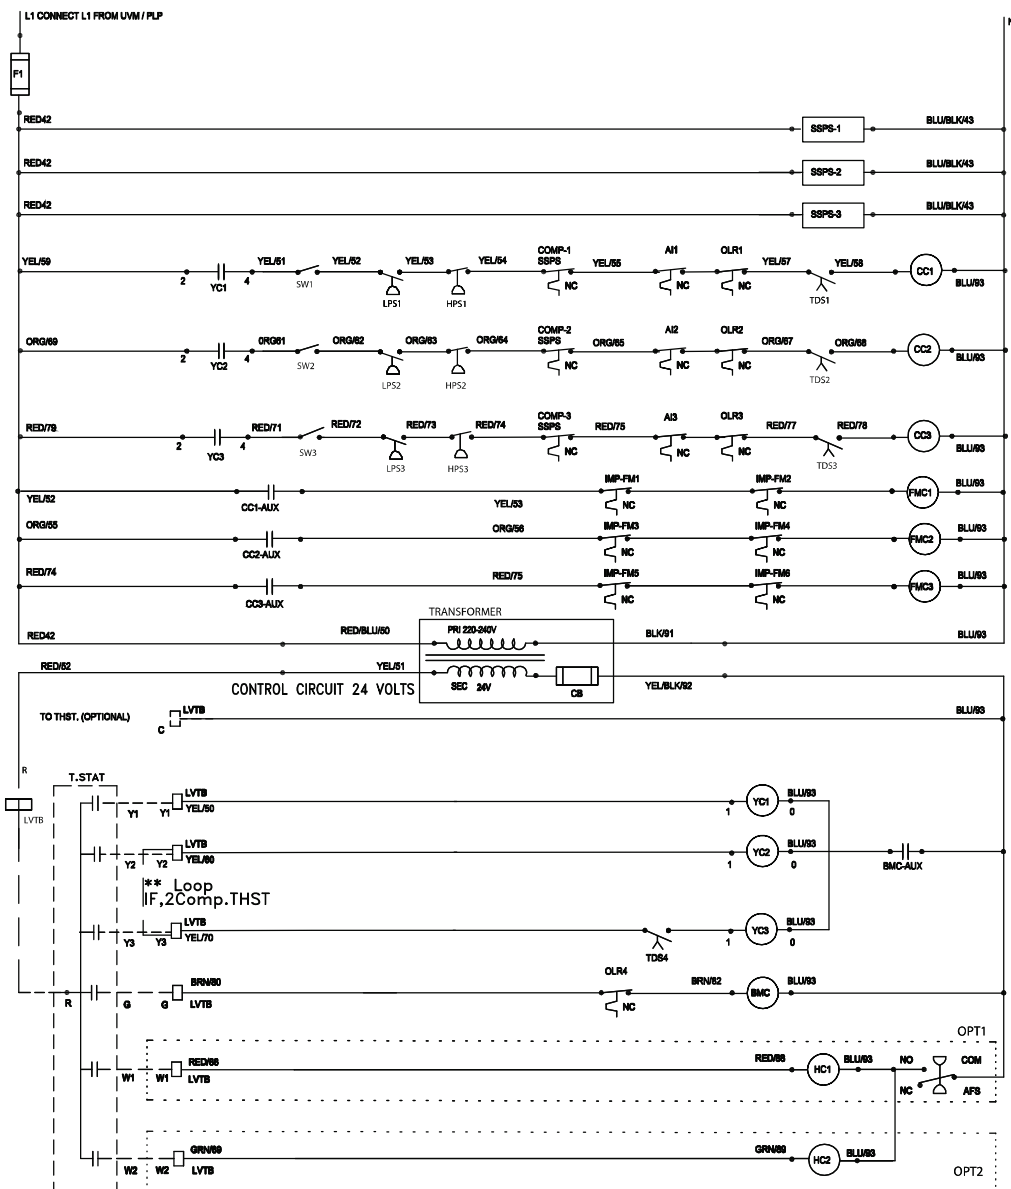 L1 CONNECT L1 FROM UVM / PLP
F1
RED42
SSPS-1
BLU/BLK/43
RED42
SSPS-2
BLU/BLK/43
RED42
SSPS-3
BLU/BLK/43
YEL/59
2
YC1
4
YEL/51
SW1
YEL/52
LPS1
YEL/53
HPS1
YEL/54
COMP-1
SSPS
NC
YEL/55
AI1
NC
OLR1
NC
YEL/57
TDS1
YEL/58
CC1
BLU/93
ORG/69
2
YC2
4
ORG61
SW2
ORG/62
LPS2
ORG/63
HPS2
ORG/64
COMP-2
SSPS
NC
ORG/65
AI2
NC
OLR2
NC
ORG/67
TDS2
ORG/68
CC2
BLU/93
RED/79
2
YC3
4
RED/71
SW3
RED/72
LPS3
RED/73
HPS3
RED/74
COMP-3
SSPS
NC
RED/75
AI3
NC
OLR3
NC
RED/77
TDS3
RED/78
CC3
BLU/93
YEL/52
CC1-AUX
YEL/53
IMP-FM1
NC
IMP-FM2
NC
FMC1
BLU/93
ORG/55
CC2-AUX
ORG/56
IMP-FM3
NC
IMP-FM4
NC
FMC2
BLU/93
RED/74
CC3-AUX
RED/75
IMP-FM5
NC
IMP-FM6
NC
FMC3
BLU/93
TRANSFORMER
RED42
RED/BLU/50
PRI 220-240V
BLK/91
BLU/93
RED/52
YEL/51
SEC 24V
CB
YEL/BLK/92
CONTROL CIRCUIT 24 VOLTS
TO THST. (OPTIONAL)
C
LVTB
BLU/93
R
LVTB
T.STAT
Y1
Y1
LVTB
YEL/50
1
YC1
BLU/93
0
Y2
Y2
LVTB
YEL/60
1
YC2
BLU/93
0
BMC-AUX
** Loop
IF,2Comp.THST
Y3
Y3
LVTB
YEL/70
TDS4
1
YC3
BLU/93
0
R
G
G
BRN/80
LVTB
OLR4
NC
BRN/82
BMC
BLU/93
OPT1
W1
W1
RED/86
LVTB
RED/88
HC1
BLU/93
NO
COM
NC
AFS
W2
W2
GRN/89
LVTB
GRN/89
HC2
BLU/93
OPT2